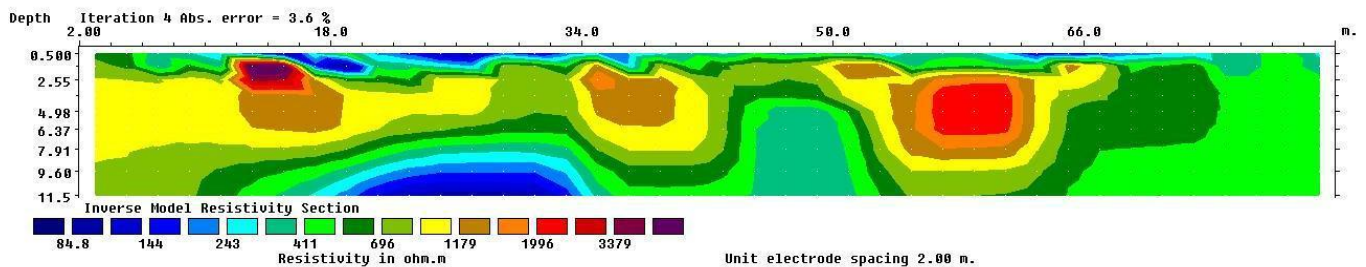 Depth Iteration 4 Abs. error = 3.6 %
2.00 18.0 34.0 50.0 66.0 m.
0.500
2.55
4.98
6.37
7.91
9.60
11.5
Inverse Model Resistivity Section
84.8 144 243 411 696 1179 1996 3379
Resistivity in ohm.m Unit electrode spacing 2.00 m.